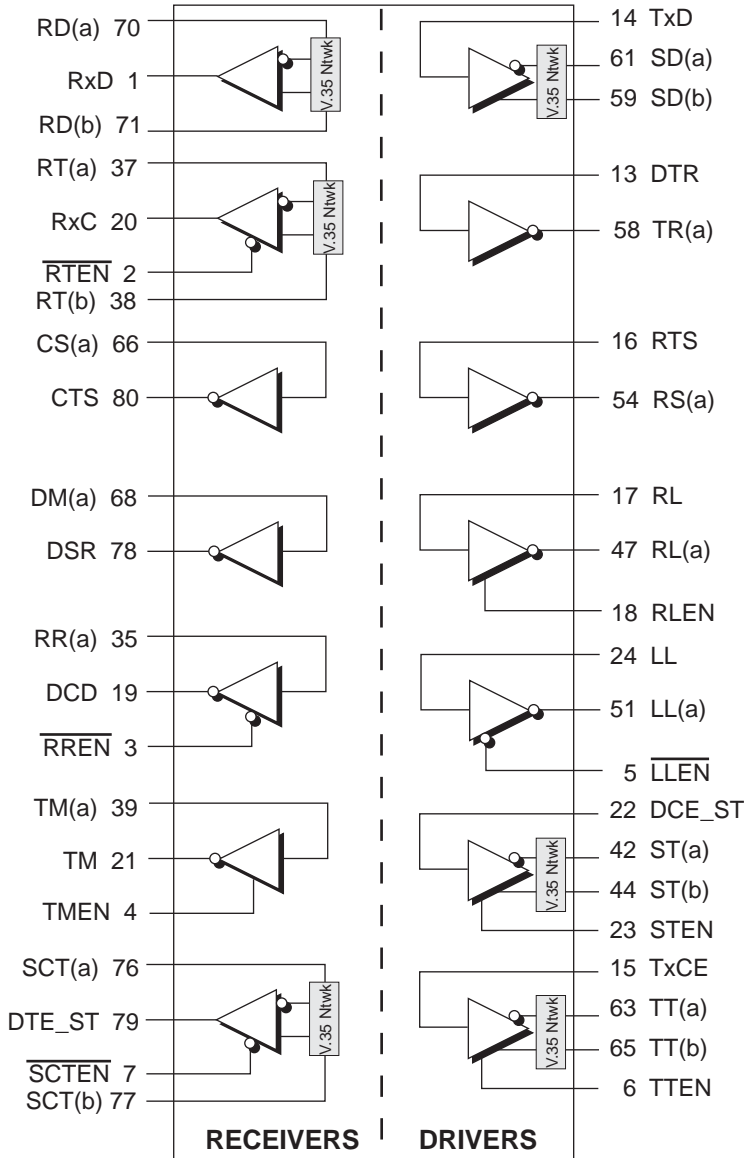 RD(a) 70
RxD 1
RD(b) 71
V.35 Ntwk
RT(a) 37
RxC 20
RTEN 2
RT(b) 38
V.35 Ntwk
CS(a) 66
CTS 80
DM(a) 68
DSR 78
RR(a) 35
DCD 19
RREN 3
TM(a) 39
TM 21
TMEN 4
SCT(a) 76
DTE_ST 79
SCTEN 7
SCT(b) 77
V.35 Ntwk
RECEIVERS
14 TxD
61 SD(a)
59 SD(b)
V.35 Ntwk
13 DTR
58 TR(a)
16 RTS
54 RS(a)
17 RL
47 RL(a)
18 RLEN
24 LL
51 LL(a)
5 LLEN
22 DCE_ST
42 ST(a)
44 ST(b)
23 STEN
V.35 Ntwk
15 TxCE
63 TT(a)
65 TT(b)
6 TTEN
V.35 Ntwk
DRIVERS